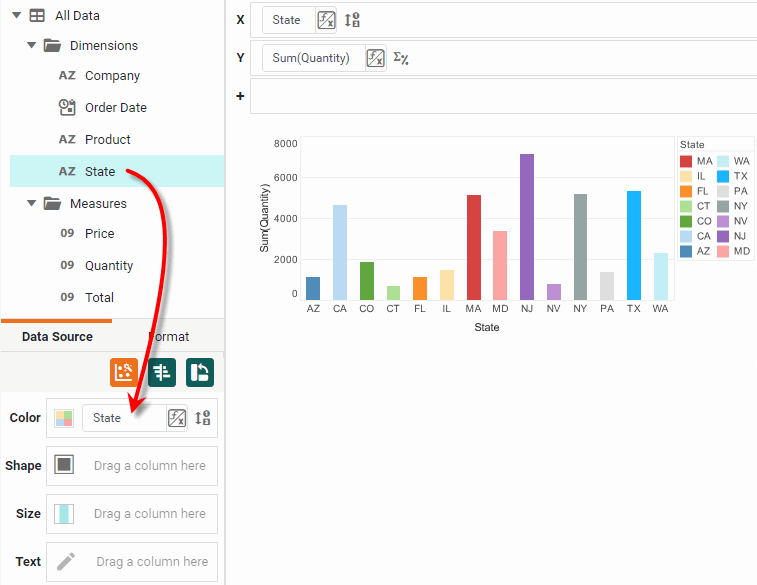 All Data
Dimensions
AZ Company
Order Date
AZ Product
AZ State
Measures
09 Price
09 Quantity
09 Total
Data Source
Format
Color State
Shape Drag a column here
Size Drag a column here
Text Drag a column here
X State
Y Sum(Quantity)
+
8000
6000
4000
2000
0
Sum(Quantity)
AZ CA CO CT FL IL MA MD NJ NV NY PA TX WA
State
State
MA WA
IL TX
FL PA
CT NY
CO NV
CA NJ
AZ MD